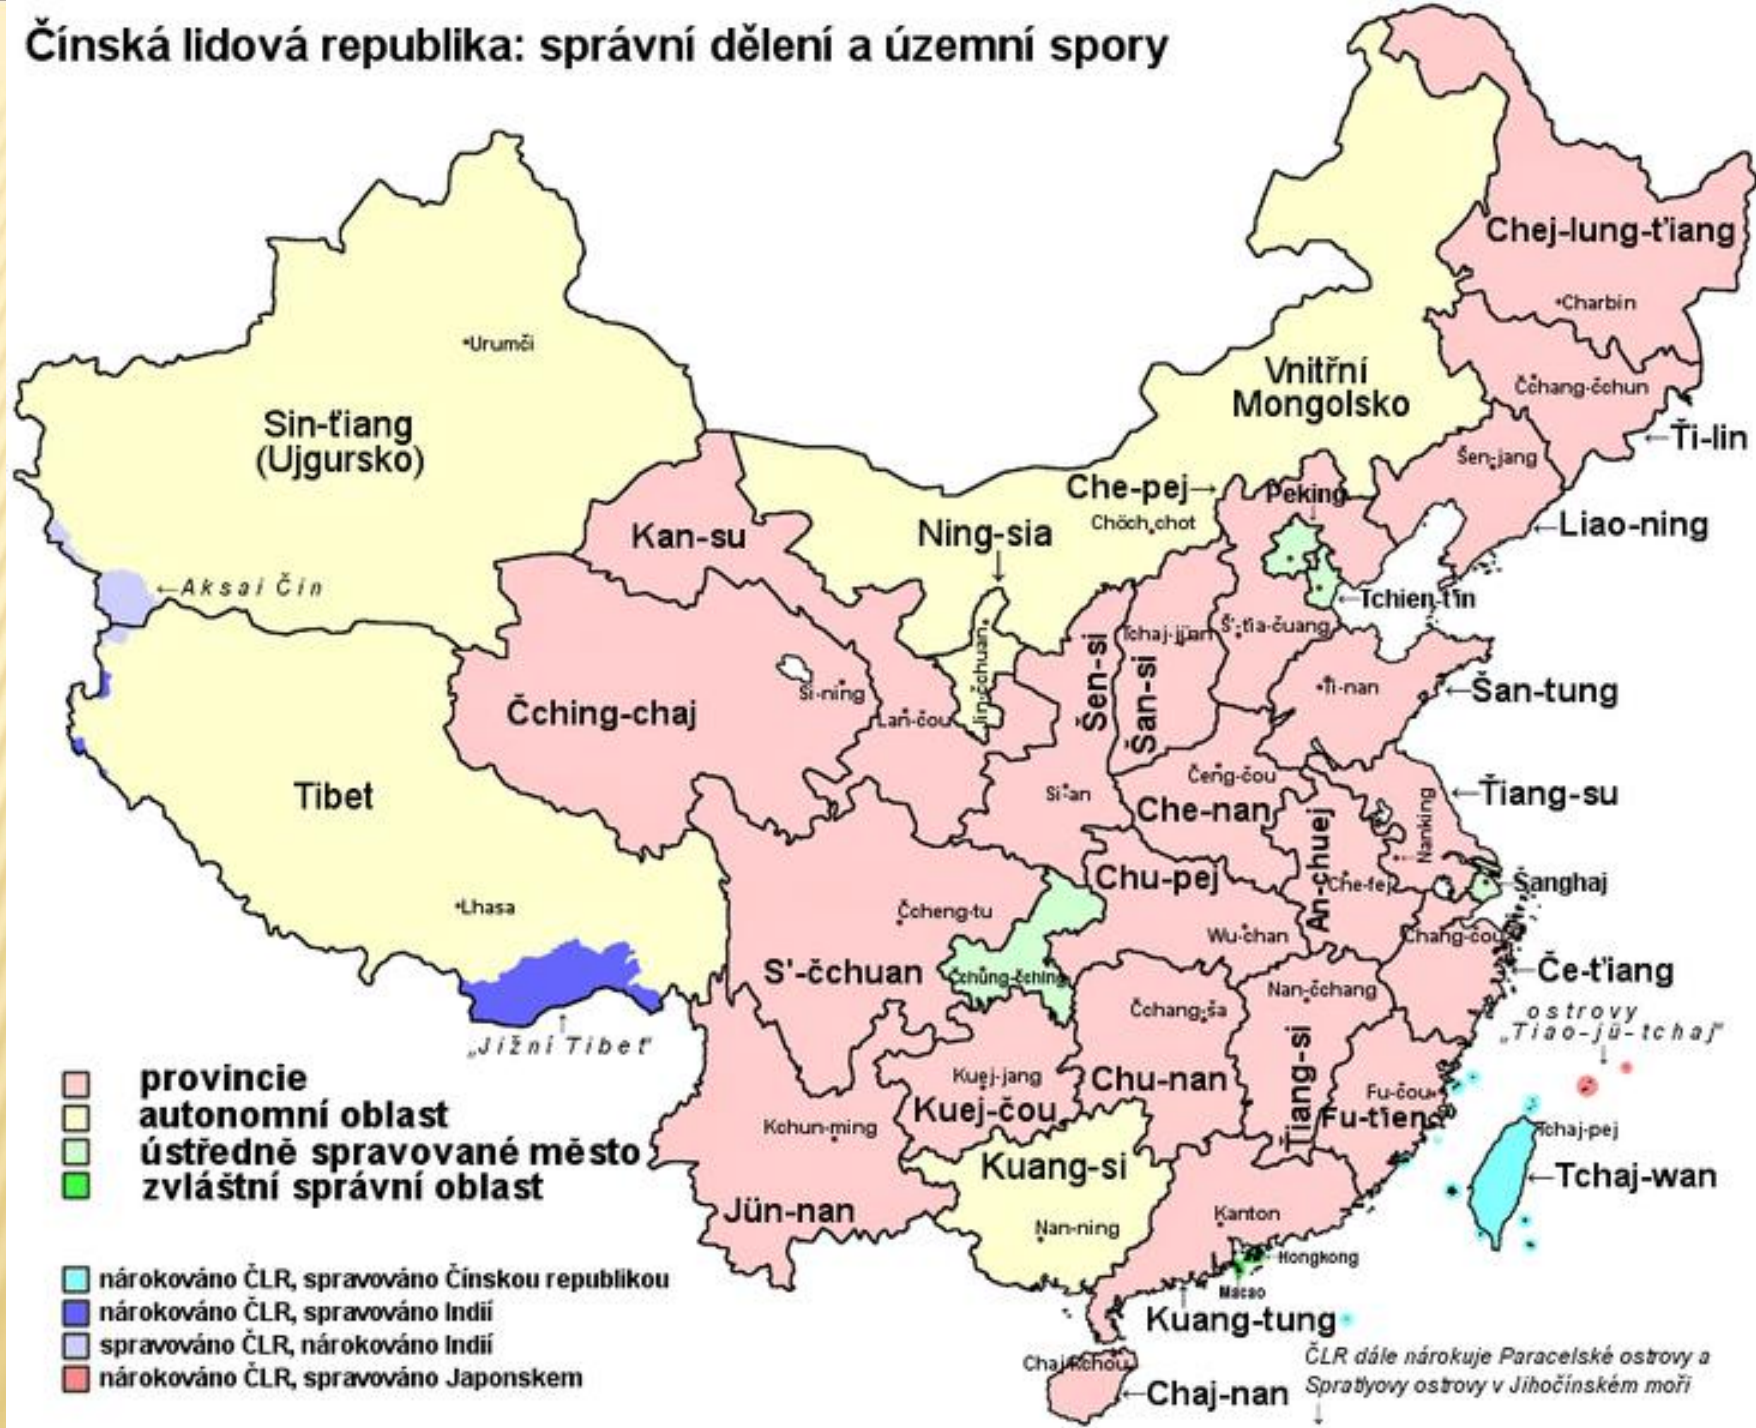 Čínská lidová republika: správní dělení a územní spory
Chej-lung-ťiang
Charbin
Urumči
Vnitřní
Mongolsko
Čchang-čchun
Sin-ťiang
(Ujgursko)
←Ťi-lin
Šen-jang
Che-pej→
Peking
Chöch chot
Kan-su
Ning-sia
←Liao-ning
←Aksai Čin
←Tchien-ťin
Tchaj-jüan
Š'-ťia-čuang
Jin-čchuan
Šen-si
Šan-si
Si-ning
Ťi-nan
←Šan-tung
Čching-chaj
Lan-čou
Čeng-čou
Si-an
Tibet
←Ťiang-su
Che-nan
Nanking
An-chuej
Chu-pej
Che-fej
Šanghaj
Lhasa
Čcheng-tu
Wu-chan
Chang-čou
S'-čchuan
Čchung-čching
←Če-ťiang
Nan-čchang
Čchang-ša
ostrovy
„Tiao-jü-tchaj"
„Jižní Tibet"
Ťiang-si
Kuej-jang
Chu-nan
Fu-čou
Kuej-čou
Fu-ťien
Kchun-ming
Tchaj-pej
Kuang-si
←Tchaj-wan
Jün-nan
Kanton
Nan-ning
Hongkong
Macao
Kuang-tung
Chaj-kchou
←Chaj-nan
provincie
autonomní oblast
ústředně spravované město
zvláštní správní oblast
nárokováno ČLR, spravováno Čínskou republikou
nárokováno ČLR, spravováno Indií
spravováno ČLR, nárokováno Indií
nárokováno ČLR, spravováno Japonskem
ČLR dále nárokuje Paracelské ostrovy a
Spratlyovy ostrovy v Jihočínském moři